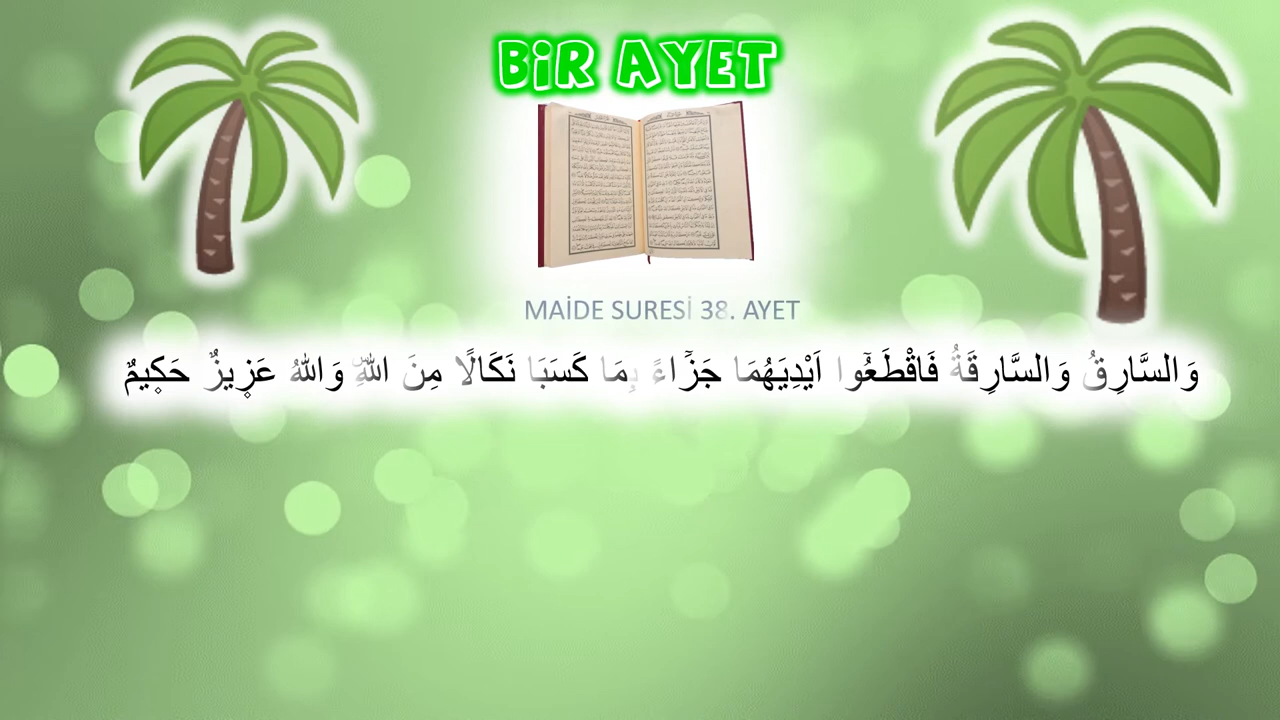 BİR AYET
MAİDE SURESİ 38. AYET
وَالسَّارِقُ وَالسَّارِقَةُ فَاقْطَعُٓوا اَيْدِيَهُمَا جَزَٓاءً بِمَا كَسَبَا نَكَالًا مِنَ اللّٰهِۜ وَاللّٰهُ عَز۪يزٌ حَك۪يمٌ